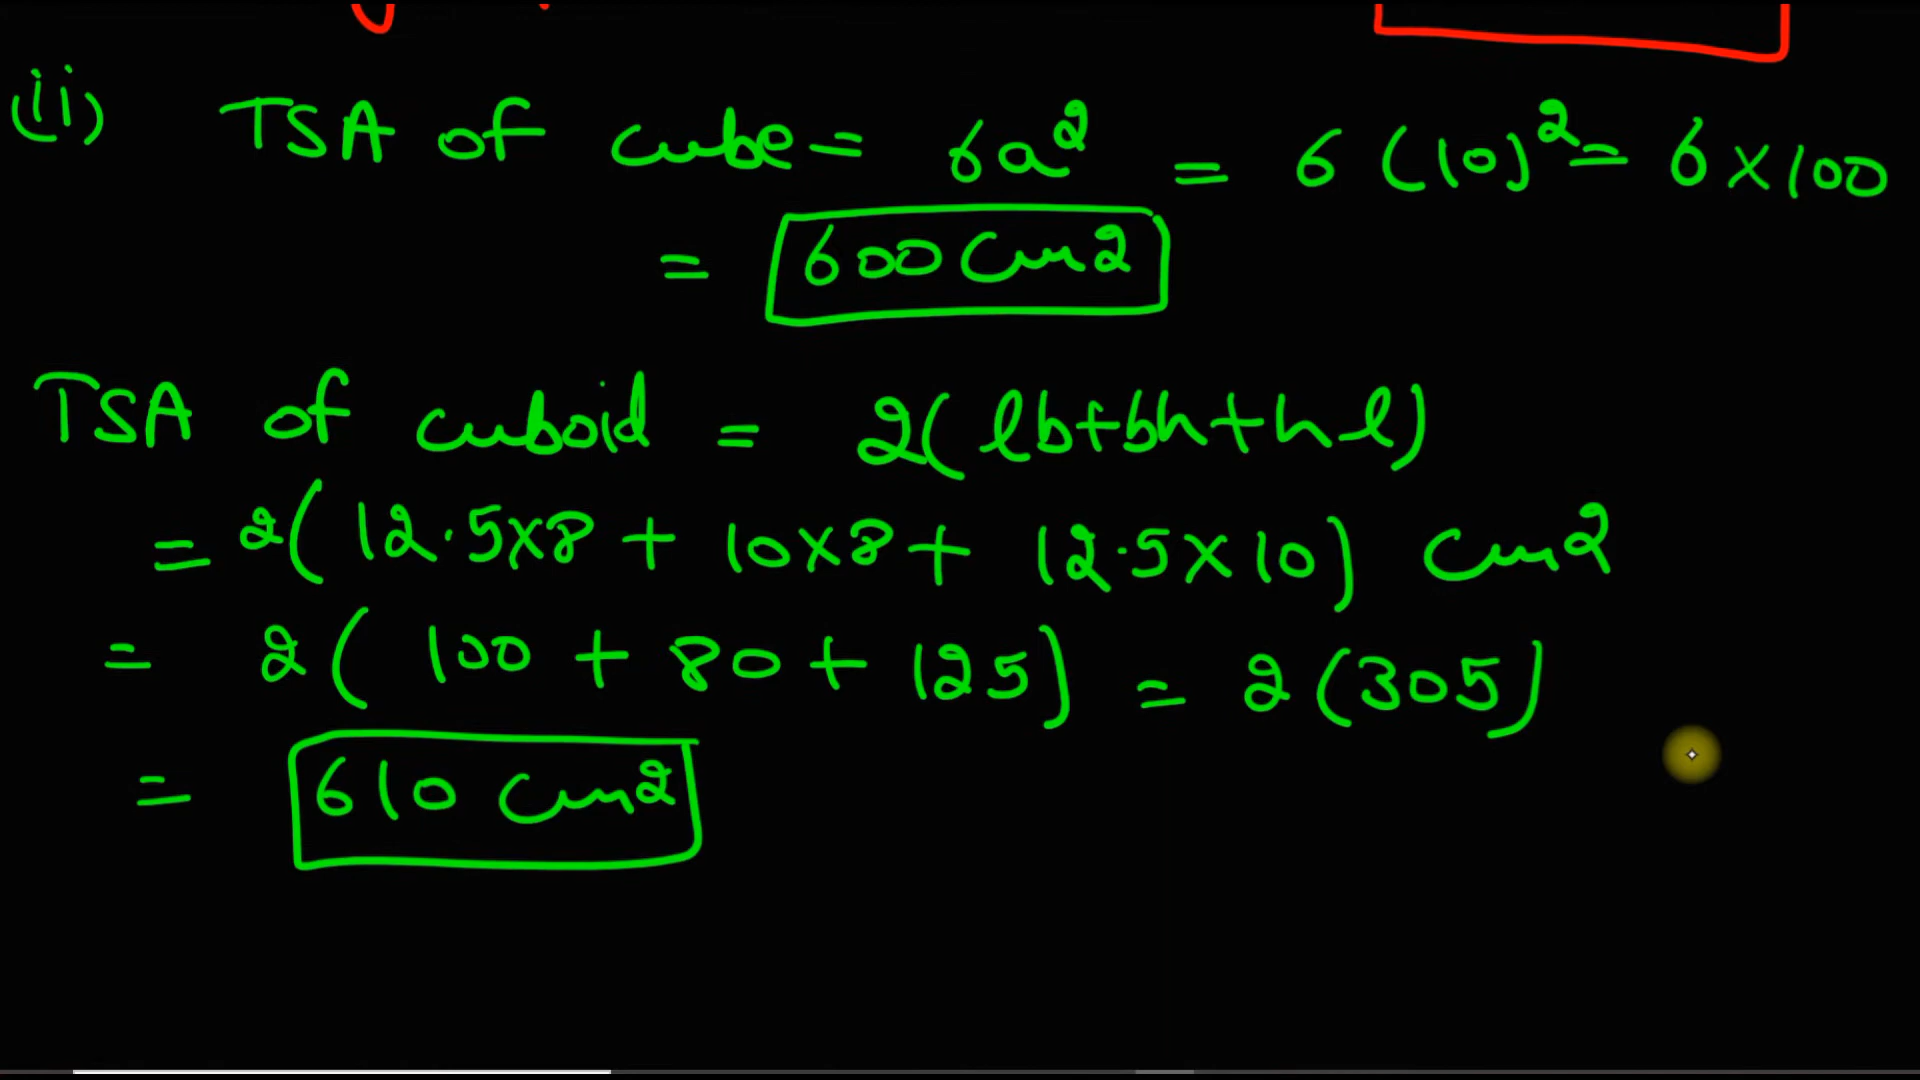 (ii) TSA of cube = 6a² = 6 (10)² = 6 × 100
= 600 cm2
TSA of cuboid = 2(lb+bh+hl)
= 2(12.5×8 + 10×8 + 12.5×10) cm2
= 2(100 + 80 + 125) = 2(305)
= 610 cm2